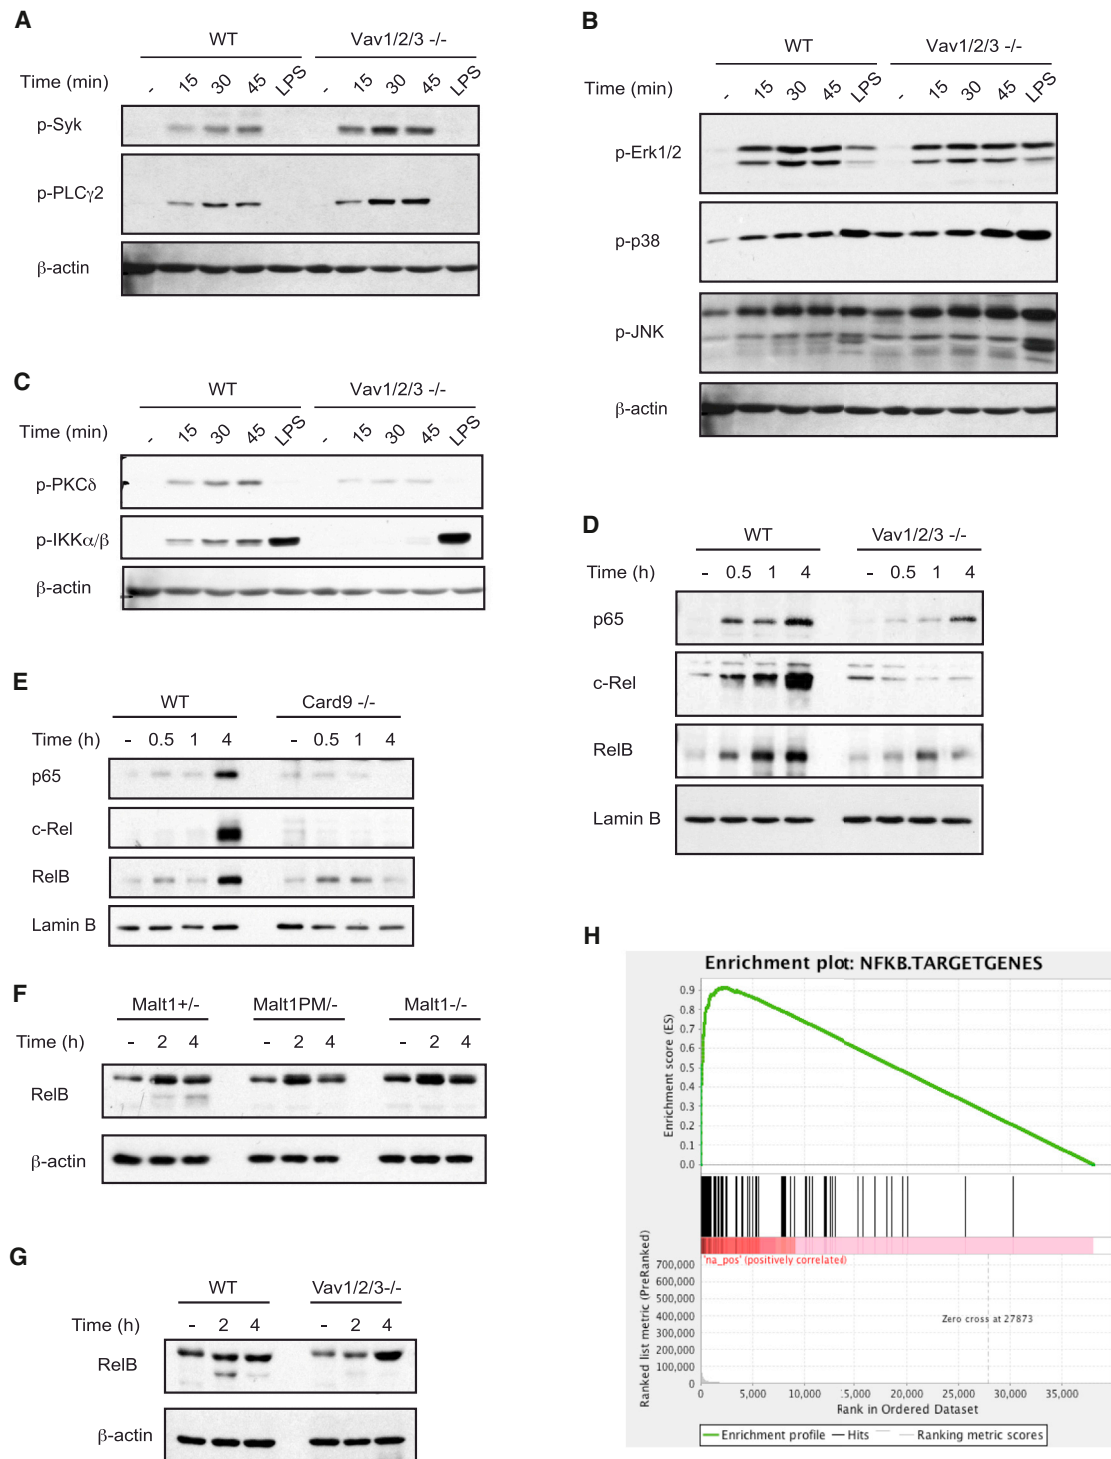 A
WT Vav1/2/3 -/-
Time (min) - 15 30 45 LPS - 15 30 45 LPS
p-Syk
p-PLCγ2
β-actin
B
WT Vav1/2/3 -/-
Time (min) - 15 30 45 LPS - 15 30 45 LPS
p-Erk1/2
p-p38
p-JNK
β-actin
C
WT Vav1/2/3 -/-
Time (min) - 15 30 45 LPS - 15 30 45 LPS
p-PKCδ
p-IKKα/β
β-actin
D
WT Vav1/2/3 -/-
Time (h) - 0.5 1 4 - 0.5 1 4
p65
c-Rel
RelB
Lamin B
E
WT Card9 -/-
Time (h) - 0.5 1 4 - 0.5 1 4
p65
c-Rel
RelB
Lamin B
F
Malt1+/- Malt1PM/- Malt1-/-
Time (h) - 2 4 - 2 4 - 2 4
RelB
β-actin
G
WT Vav1/2/3-/-
Time (h) - 2 4 - 2 4
RelB
β-actin
H
Enrichment plot: NFKB.TARGETGENES
Enrichment score (ES)
0.9
0.8
0.7
0.6
0.5
0.4
0.3
0.2
0.1
0.0
'na_pos' (positively correlated)
Ranked list metric (PreRanked)
700,000
600,000
500,000
400,000
300,000
200,000
100,000
0
Zero cross at 27873
0 5,000 10,000 15,000 20,000 25,000 30,000 35,000
Rank in Ordered Dataset
Enrichment profile Hits Ranking metric scores